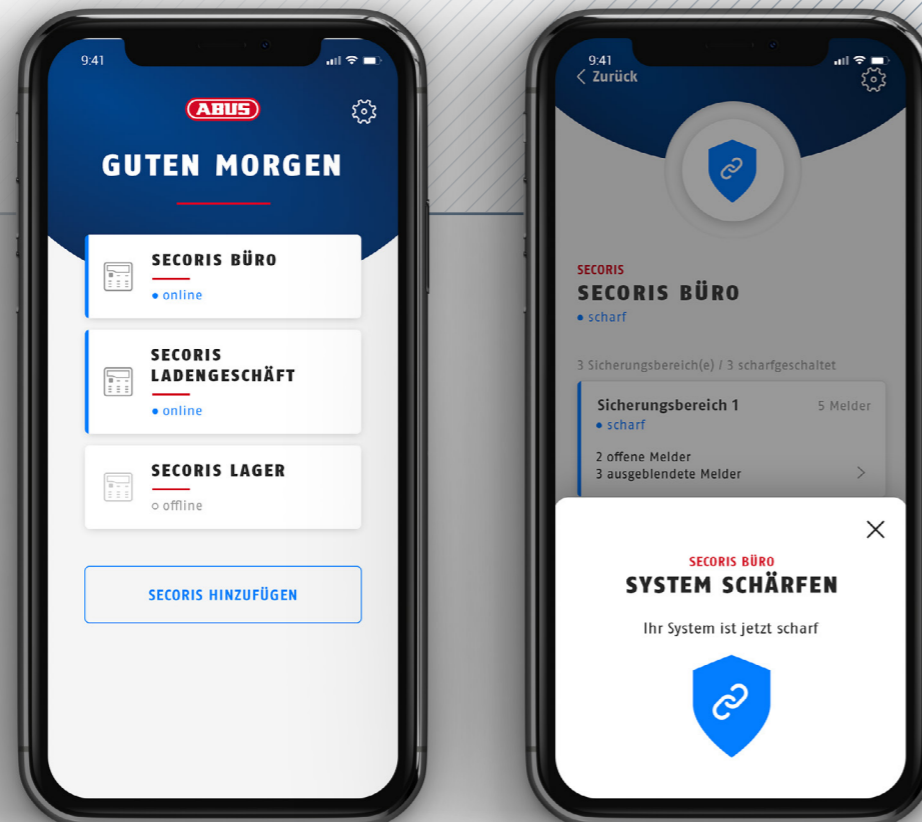 9:41
ABUS
GUTEN MORGEN
SECORIS BÜRO
• online
SECORIS
LADENGESCHÄFT
• online
SECORIS LAGER
○ offline
SECORIS HINZUFÜGEN
9:41
< Zurück
SECORIS
SECORIS BÜRO
• scharf
3 Sicherungsbereich(e) / 3 scharfgeschaltet
Sicherungsbereich 1 5 Melder
• scharf
2 offene Melder
3 ausgeblendete Melder
SECORIS BÜRO
SYSTEM SCHÄRFEN
Ihr System ist jetzt scharf